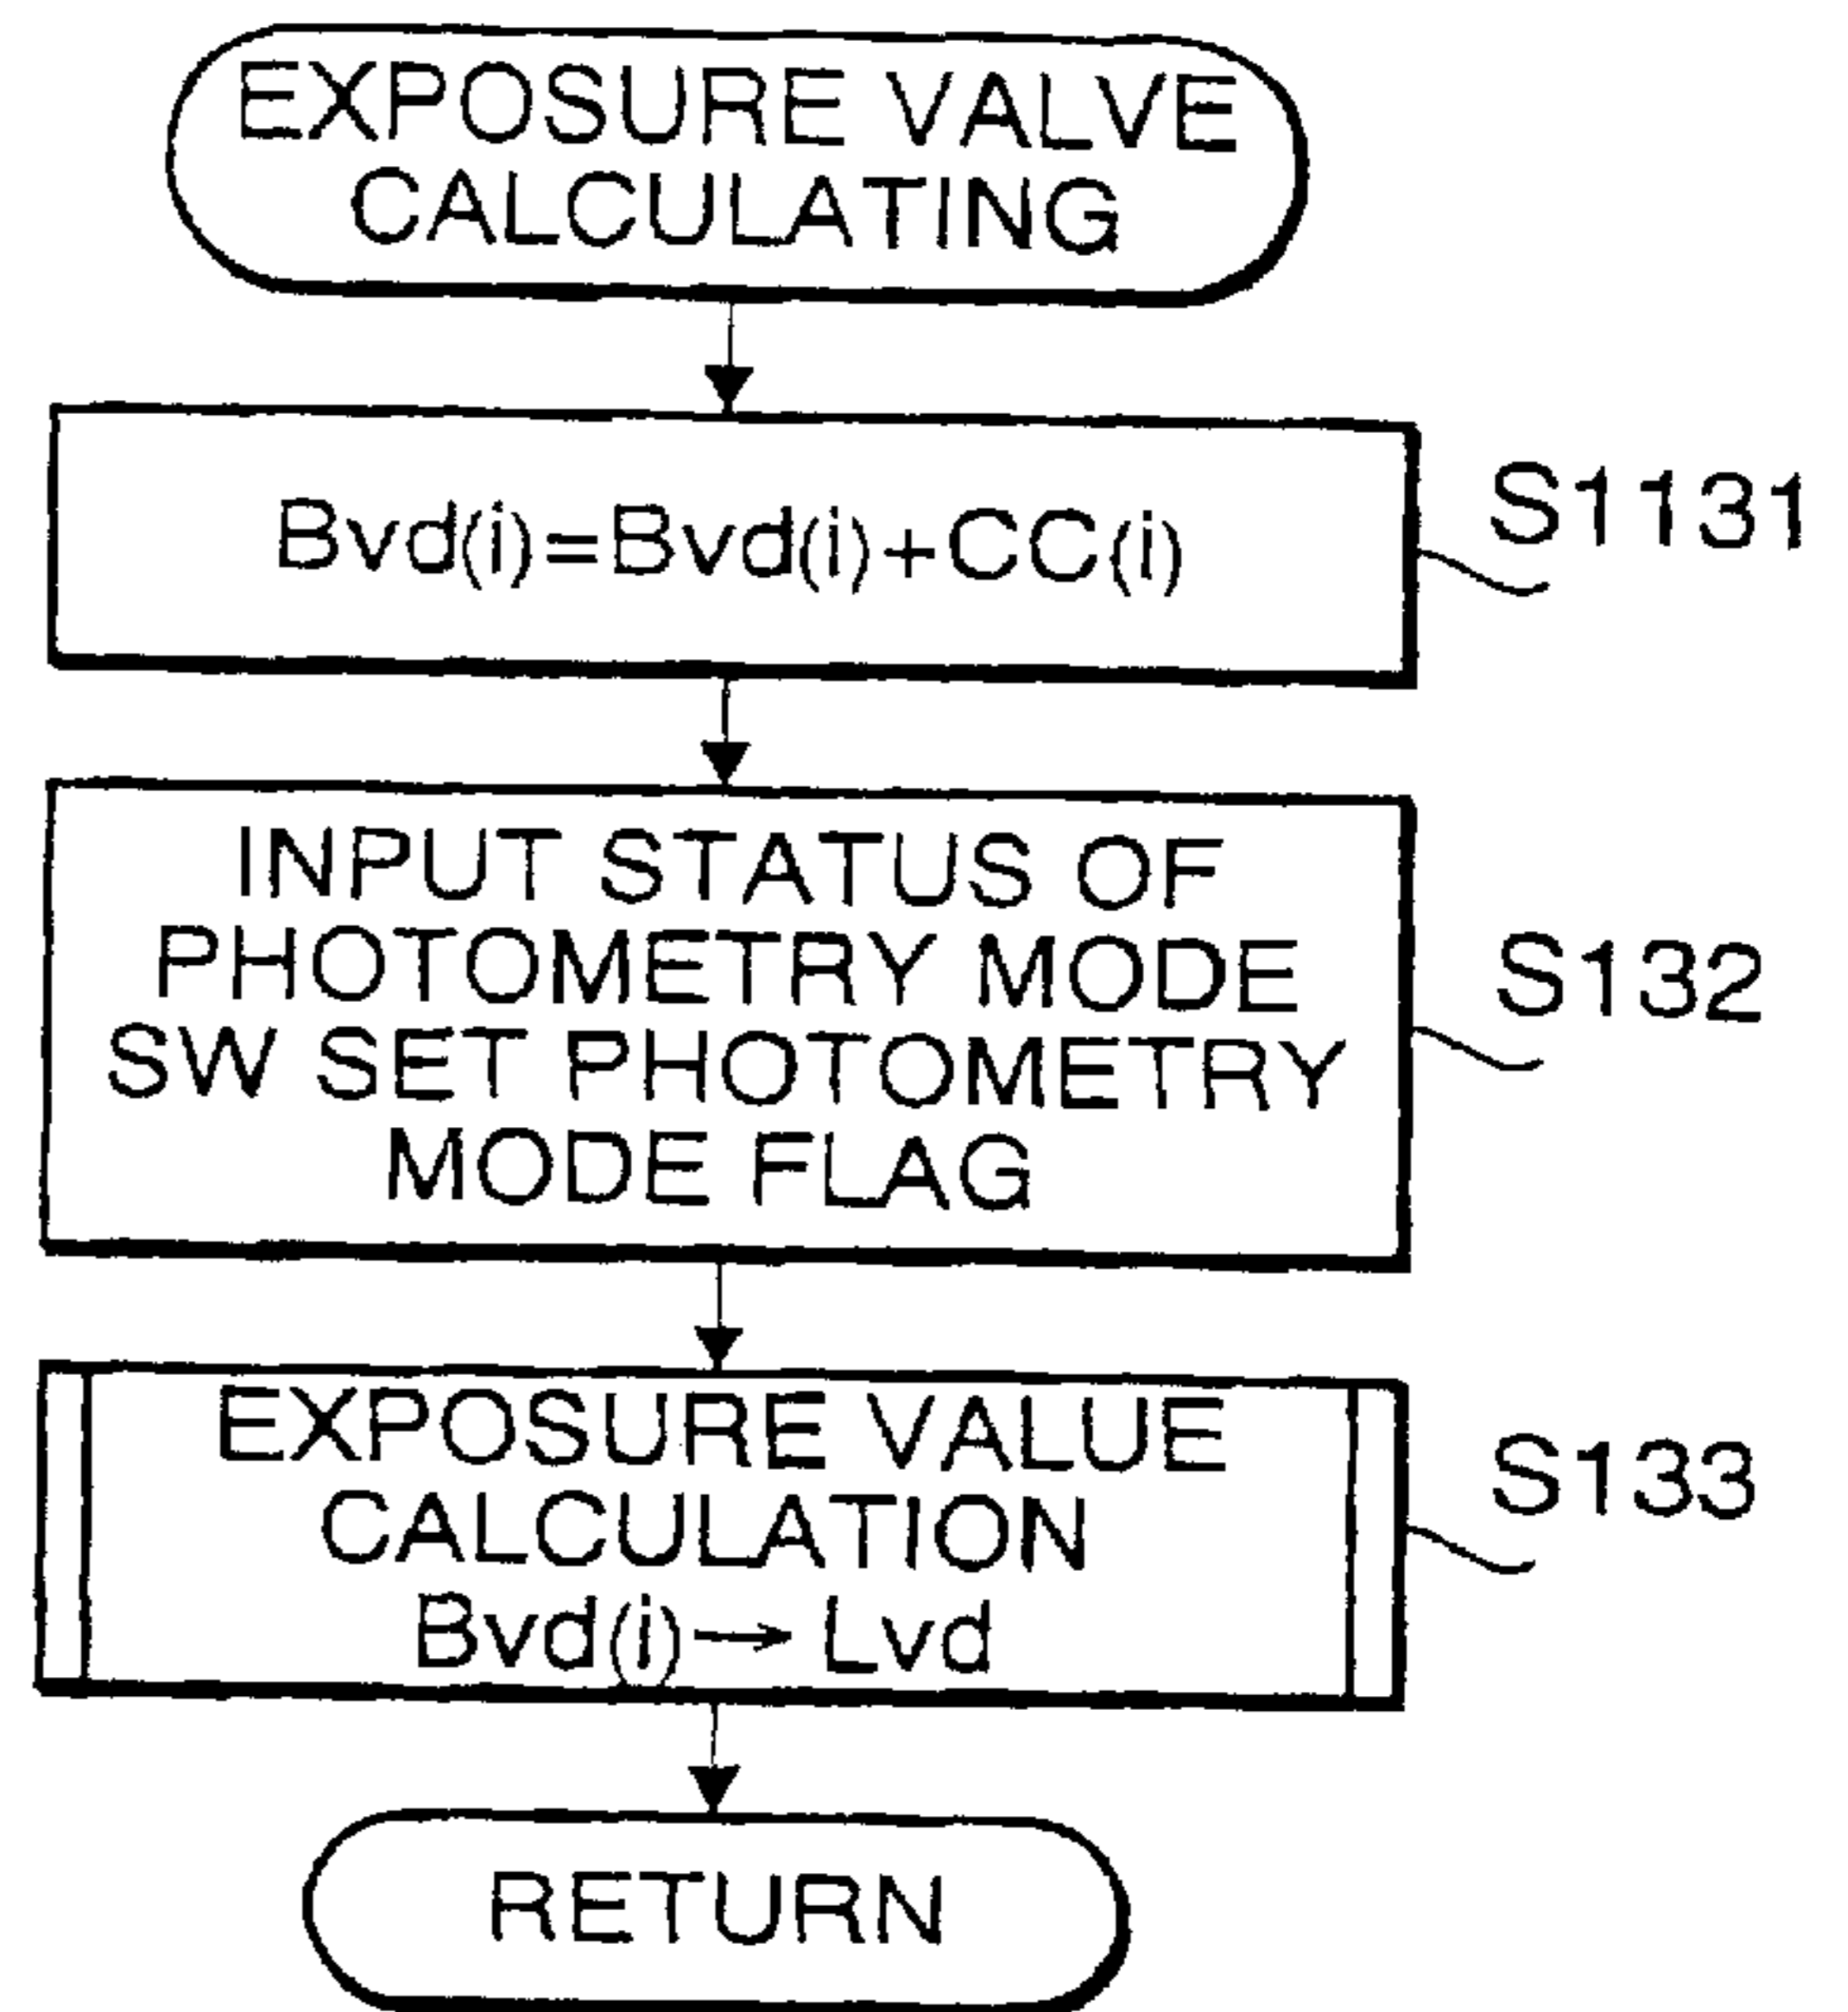 EXPOSURE VALVE
CALCULATING
Bvd(i)=Bvd(i)+CC(i)
S1131
INPUT STATUS OF
PHOTOMETRY MODE
SW SET PHOTOMETRY
MODE FLAG
S132
EXPOSURE VALUE
CALCULATION
Bvd(i)→Lvd
S133
RETURN